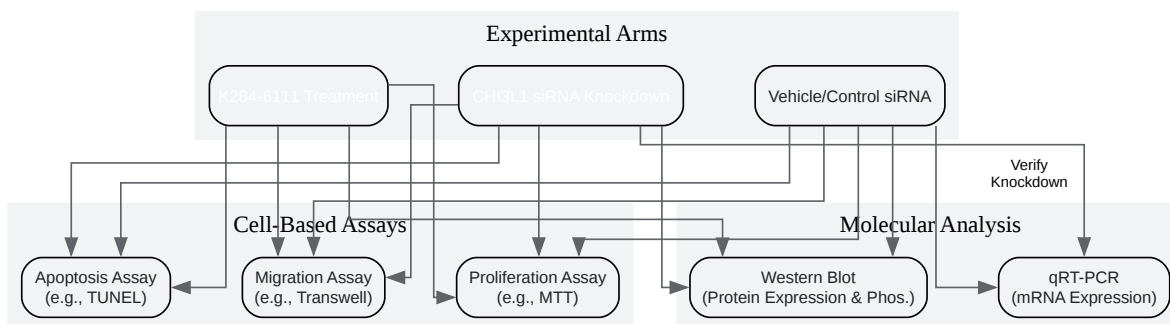 Experimental Arms
K284-6111 Treatment
CHI3L1 siRNA Knockdown
Vehicle/Control siRNA
Verify
Knockdown
Cell-Based Assays
Molecular Analysis
Apoptosis Assay
(e.g., TUNEL)
Migration Assay
(e.g., Transwell)
Proliferation Assay
(e.g., MTT)
Western Blot
(Protein Expression & Phos.)
qRT-PCR
(mRNA Expression)